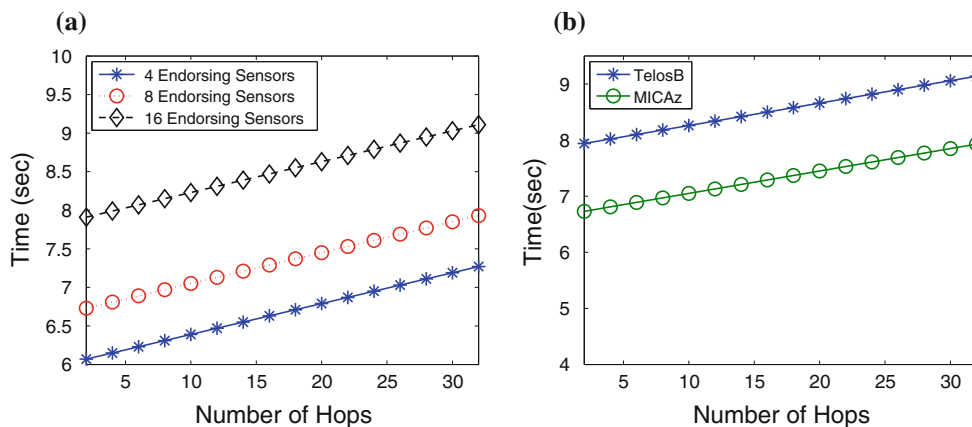 (a)
10
9.5
9
8.5
8
7.5
7
6.5
6
Time (sec)
4 Endorsing Sensors
8 Endorsing Sensors
16 Endorsing Sensors
5 10 15 20 25 30
Number of Hops
(b)
9
8
7
6
5
4
Time(sec)
TelosB
MICAz
5 10 15 20 25 30
Number of Hops